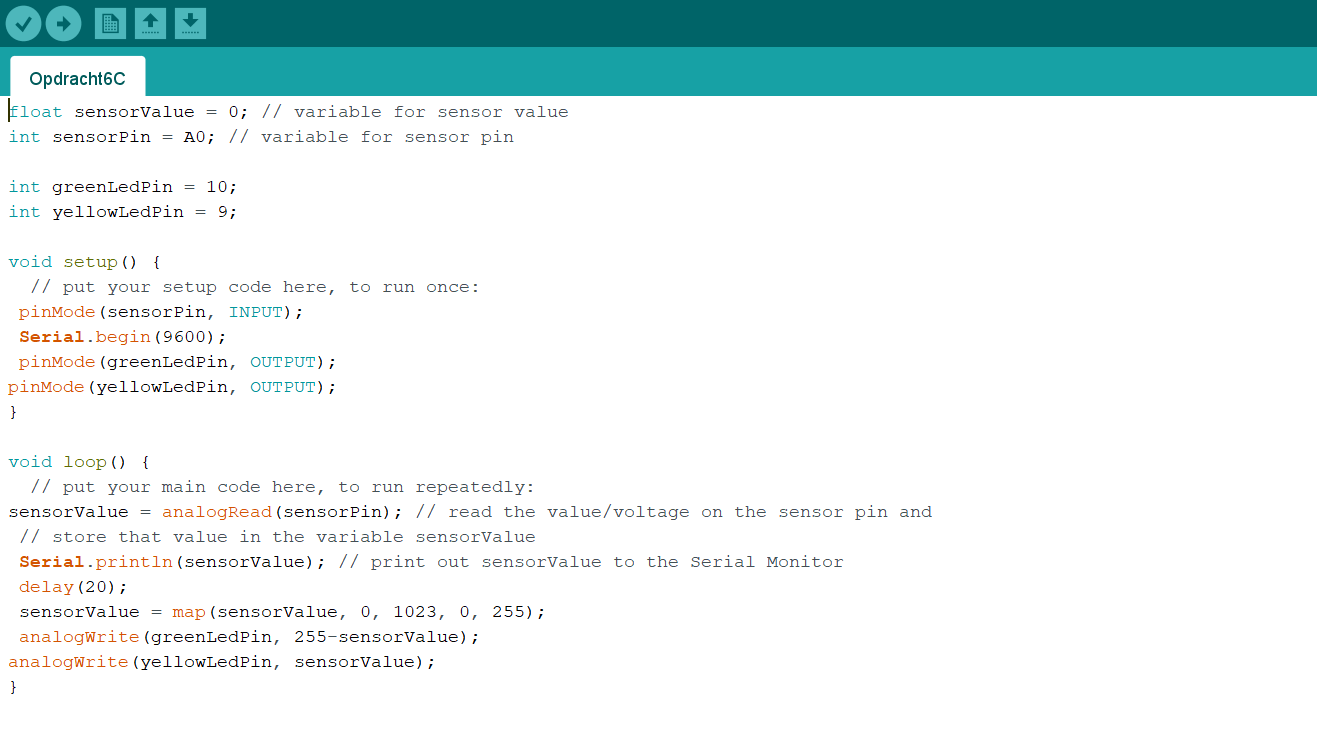 Opdracht6C
float sensorValue = 0; // variable for sensor value
int sensorPin = A0; // variable for sensor pin

int greenLedPin = 10;
int yellowLedPin = 9;

void setup() {
  // put your setup code here, to run once:
 pinMode(sensorPin, INPUT);
 Serial.begin(9600);
 pinMode(greenLedPin, OUTPUT);
pinMode(yellowLedPin, OUTPUT);
}

void loop() {
  // put your main code here, to run repeatedly:
sensorValue = analogRead(sensorPin); // read the value/voltage on the sensor pin and
 // store that value in the variable sensorValue
 Serial.println(sensorValue); // print out sensorValue to the Serial Monitor
 delay(20);
 sensorValue = map(sensorValue, 0, 1023, 0, 255);
 analogWrite(greenLedPin, 255-sensorValue);
analogWrite(yellowLedPin, sensorValue);
}